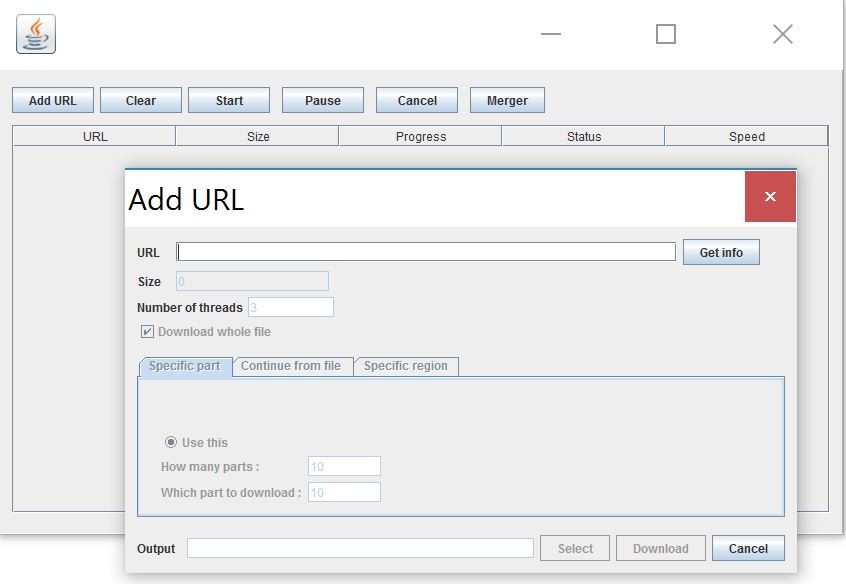 Add URL Clear Start Pause Cancel Merger
URL Size Progress Status Speed
Add URL
URL Get info
Size 0
Number of threads 3
Download whole file
Specific part Continue from file Specific region
Use this
How many parts : 10
Which part to download : 10
Output Select Download Cancel